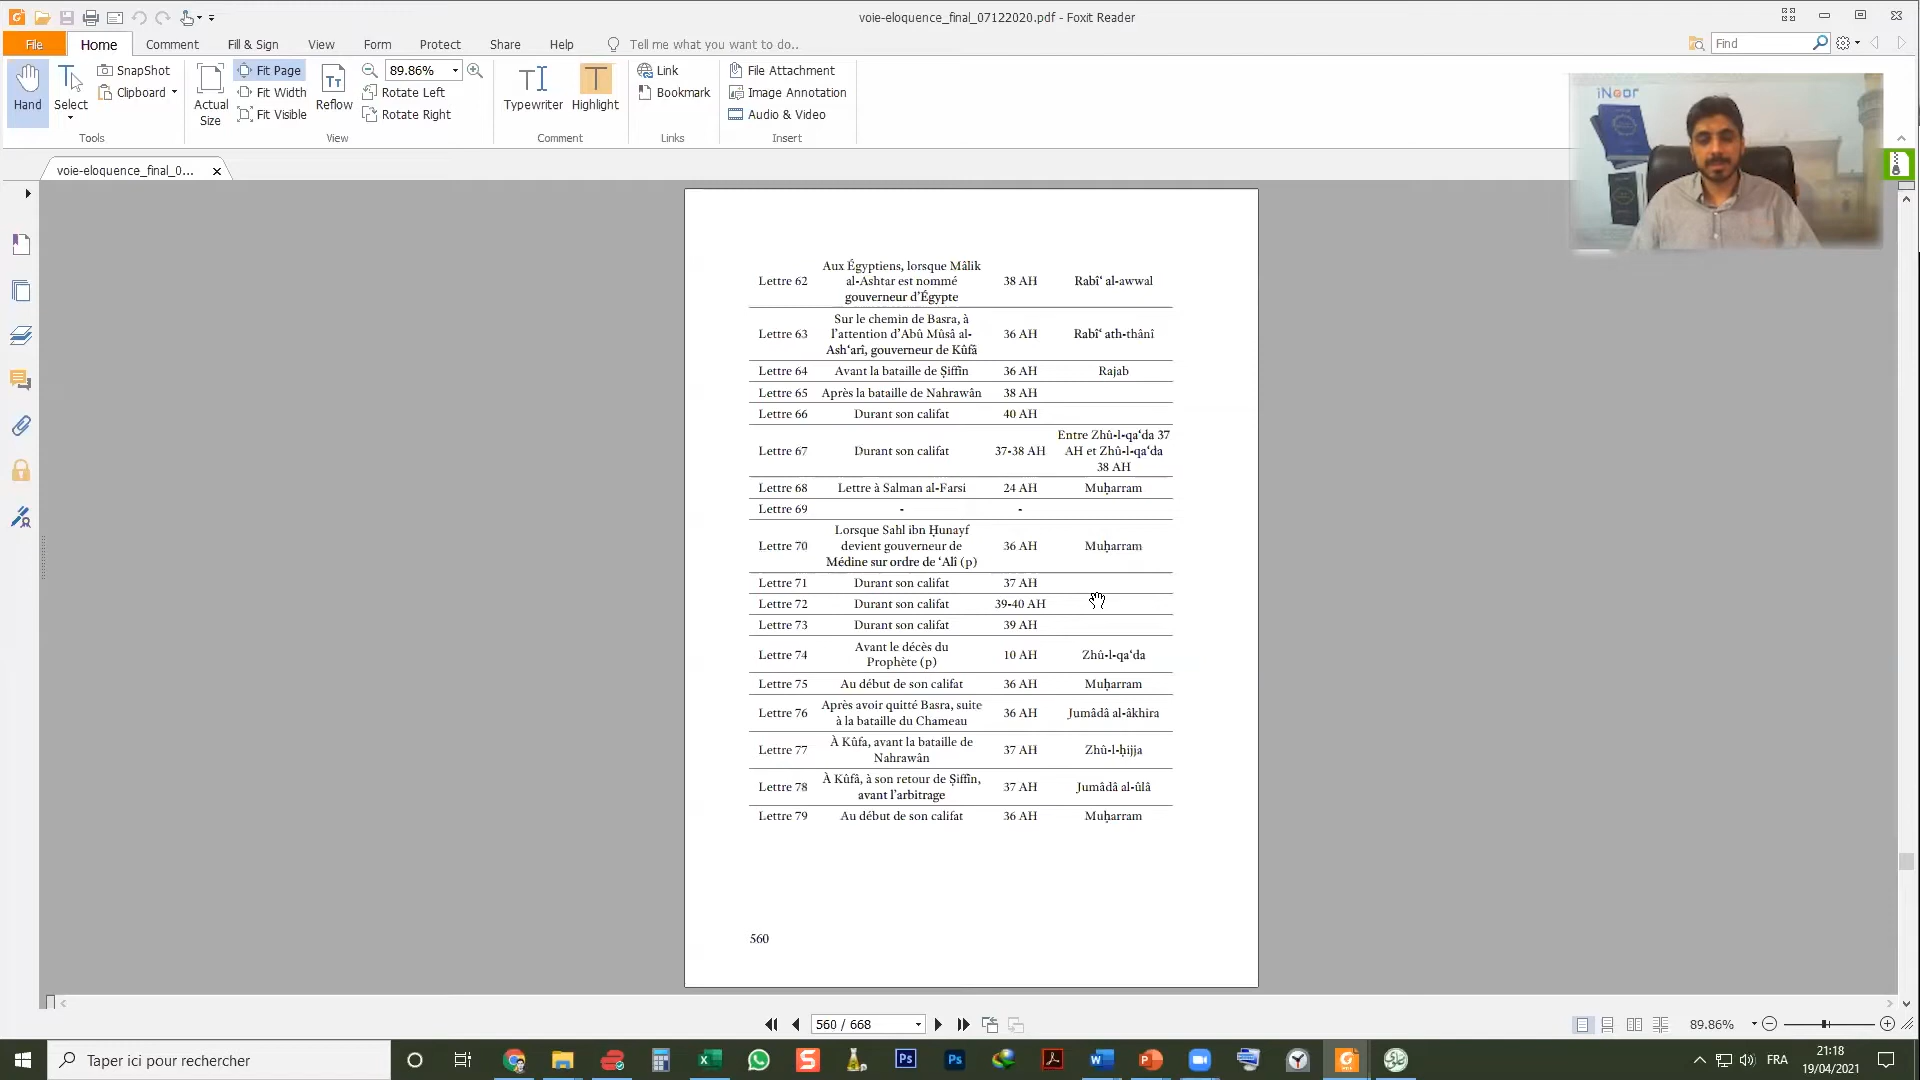 voie-eloquence_final_07122020.pdf - Foxit Reader
File Home Comment Fill & Sign View Form Protect Share Help Tell me what you want to do.. Find
Hand
Select
SnapShot
Clipboard
Tools
Actual
Size
Fit Page
Fit Width
Fit Visible
Reflow
89.86%
Rotate Left
Rotate Right
View
Typewriter
Highlight
Comment
Link
Bookmark
Links
File Attachment
Image Annotation
Audio & Video
Insert
iNoor
voie-eloquence_final_0...
Lettre 62 Aux Égyptiens, lorsque Mâlik al-Ashtar est nommé gouverneur d'Égypte 38 AH Rabî‘ al-awwal
Lettre 63 Sur le chemin de Basra, à l'attention d'Abû Mûsâ al-Ash‘arî, gouverneur de Kûfâ 36 AH Rabî‘ ath-thânî
Lettre 64 Avant la bataille de Ṣiffîn 36 AH Rajab
Lettre 65 Après la bataille de Nahrawân 38 AH
Lettre 66 Durant son califat 40 AH
Lettre 67 Durant son califat 37-38 AH Entre Zhû-l-qa‘da 37 AH et Zhû-l-qa‘da 38 AH
Lettre 68 Lettre à Salman al-Farsi 24 AH Muḥarram
Lettre 69 - -
Lettre 70 Lorsque Sahl ibn Ḥunayf devient gouverneur de Médine sur ordre de ‘Alî (p) 36 AH Muḥarram
Lettre 71 Durant son califat 37 AH
Lettre 72 Durant son califat 39-40 AH
Lettre 73 Durant son califat 39 AH
Lettre 74 Avant le décès du Prophète (p) 10 AH Zhû-l-qa‘da
Lettre 75 Au début de son califat 36 AH Muḥarram
Lettre 76 Après avoir quitté Basra, suite à la bataille du Chameau 36 AH Jumâdâ al-âkhira
Lettre 77 À Kûfa, avant la bataille de Nahrawân 37 AH Zhû-l-ḥijja
Lettre 78 À Kûfâ, à son retour de Ṣiffîn, avant l'arbitrage 37 AH Jumâdâ al-ûlâ
Lettre 79 Au début de son califat 36 AH Muḥarram
560
560 / 668
89.86%
Taper ici pour rechercher
FRA
21:18
19/04/2021